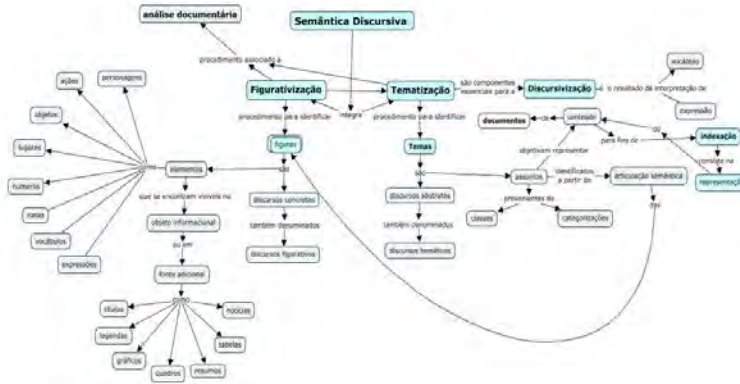 análise documentária
Semântica Discursiva
procedimento associado à
Figurativização
Tematização
são componentes
essenciais para a
Discursivização
é o resultado da interpretação de
vocábulo
expressão
integra
procedimento para identificar
procedimento para identificar
figuras
Temas
personagens
ações
objetos
lugares
números
vocábulos
expressões
como
elementos
são
que se encontram visíveis no
objeto informacional
ou em
fonte adicional
como
títulos
legendas
gráficos
quadros
resumos
tabelas
notícias
discursos concretos
também denominados
discursos figurativos
são
discursos abstratos
também denominados
discursos temáticos
assuntos
provenientes de
classes
categorizações
objetivam representar
conteúdo
de
documentos
para fins de
indexação
consiste na
representação
do
identificados
a partir da
articulação semântica
das